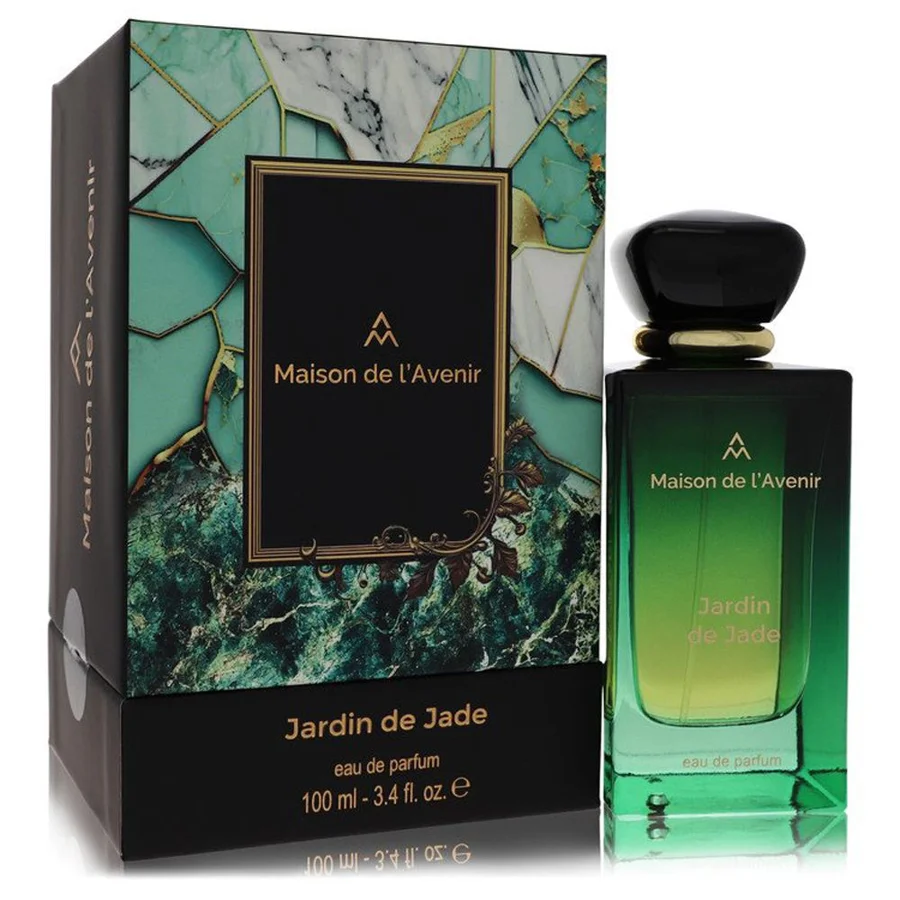 Maison de l'Avenir
Maison de l'Avenir
Jardin de Jade
eau de parfum
100 ml - 3.4 fl. oz. ℮
Maison de l'Avenir
Jardin
de Jade
eau de parfum